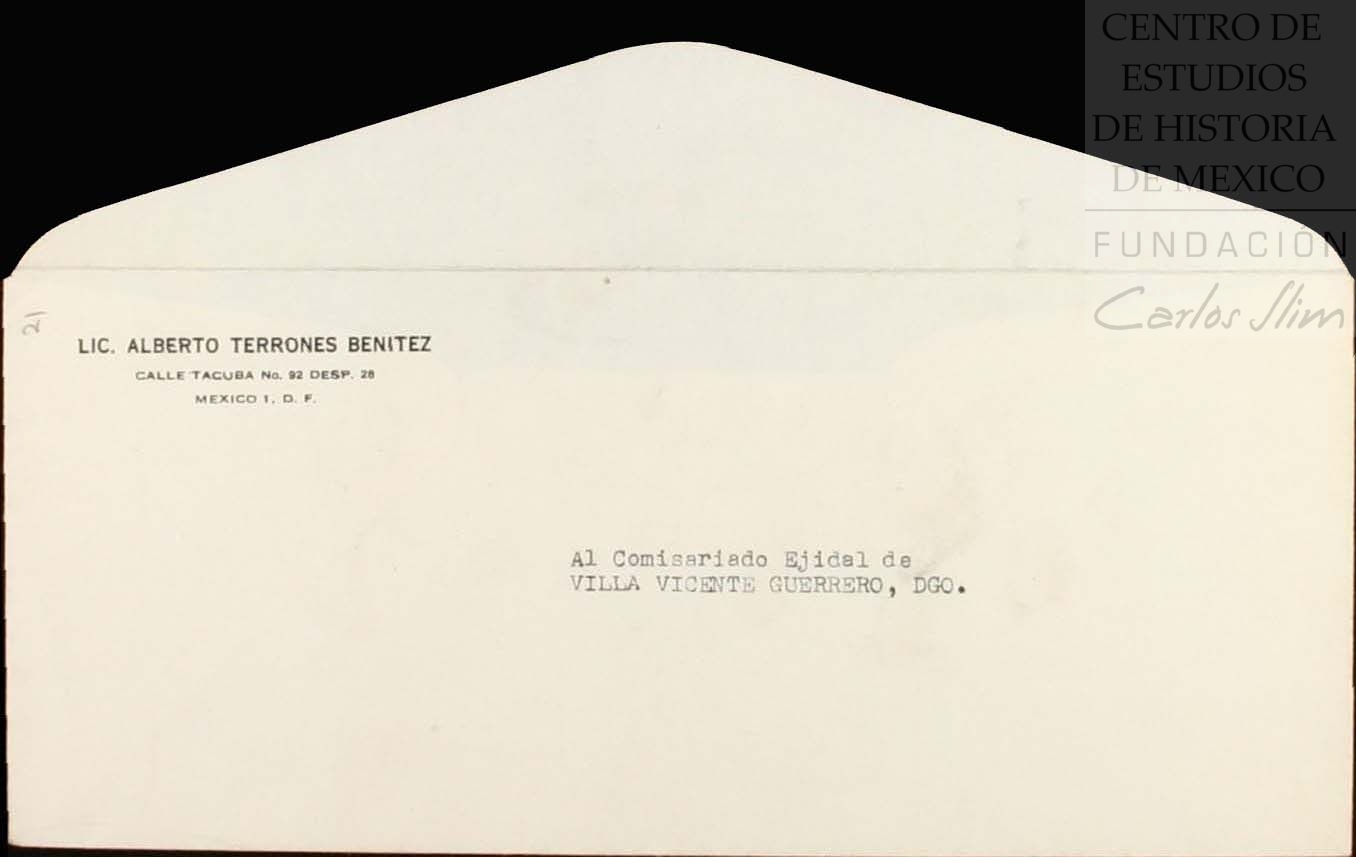 CENTRO DE
ESTUDIOS
DE HISTORIA
DE MEXICO
FUNDACIÓN
Carlos Slim
21
LIC. ALBERTO TERRONES BENITEZ
CALLE TACUBA No. 92 DESP. 28
MEXICO 1, D. F.
Al Comisariado Ejidal de
VILLA VICENTE GUERRERO, DGO.